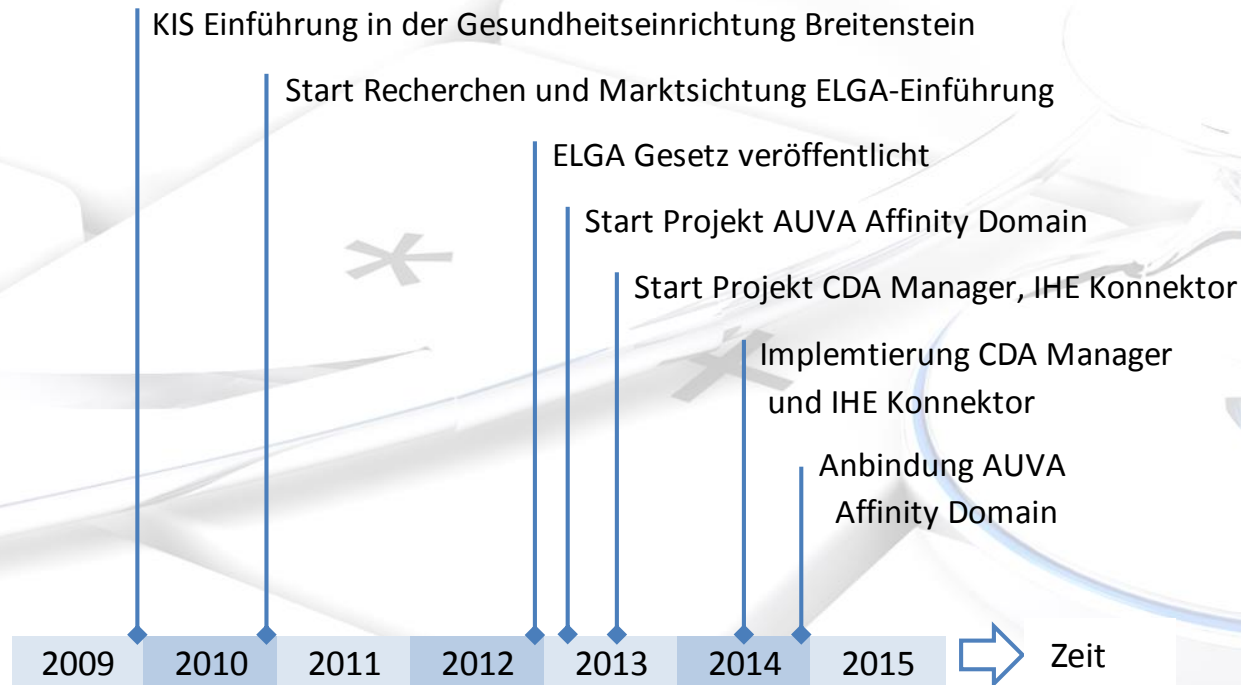 KIS Einführung in der Gesundheitseinrichtung Breitenstein
Start Recherchen und Marktsichtung ELGA-Einführung
ELGA Gesetz veröffentlicht
Start Projekt AUVA Affinity Domain
Start Projekt CDA Manager, IHE Konnektor
Implemtierung CDA Manager
und IHE Konnektor
Anbindung AUVA
Affinity Domain
2009 2010 2011 2012 2013 2014 2015 Zeit